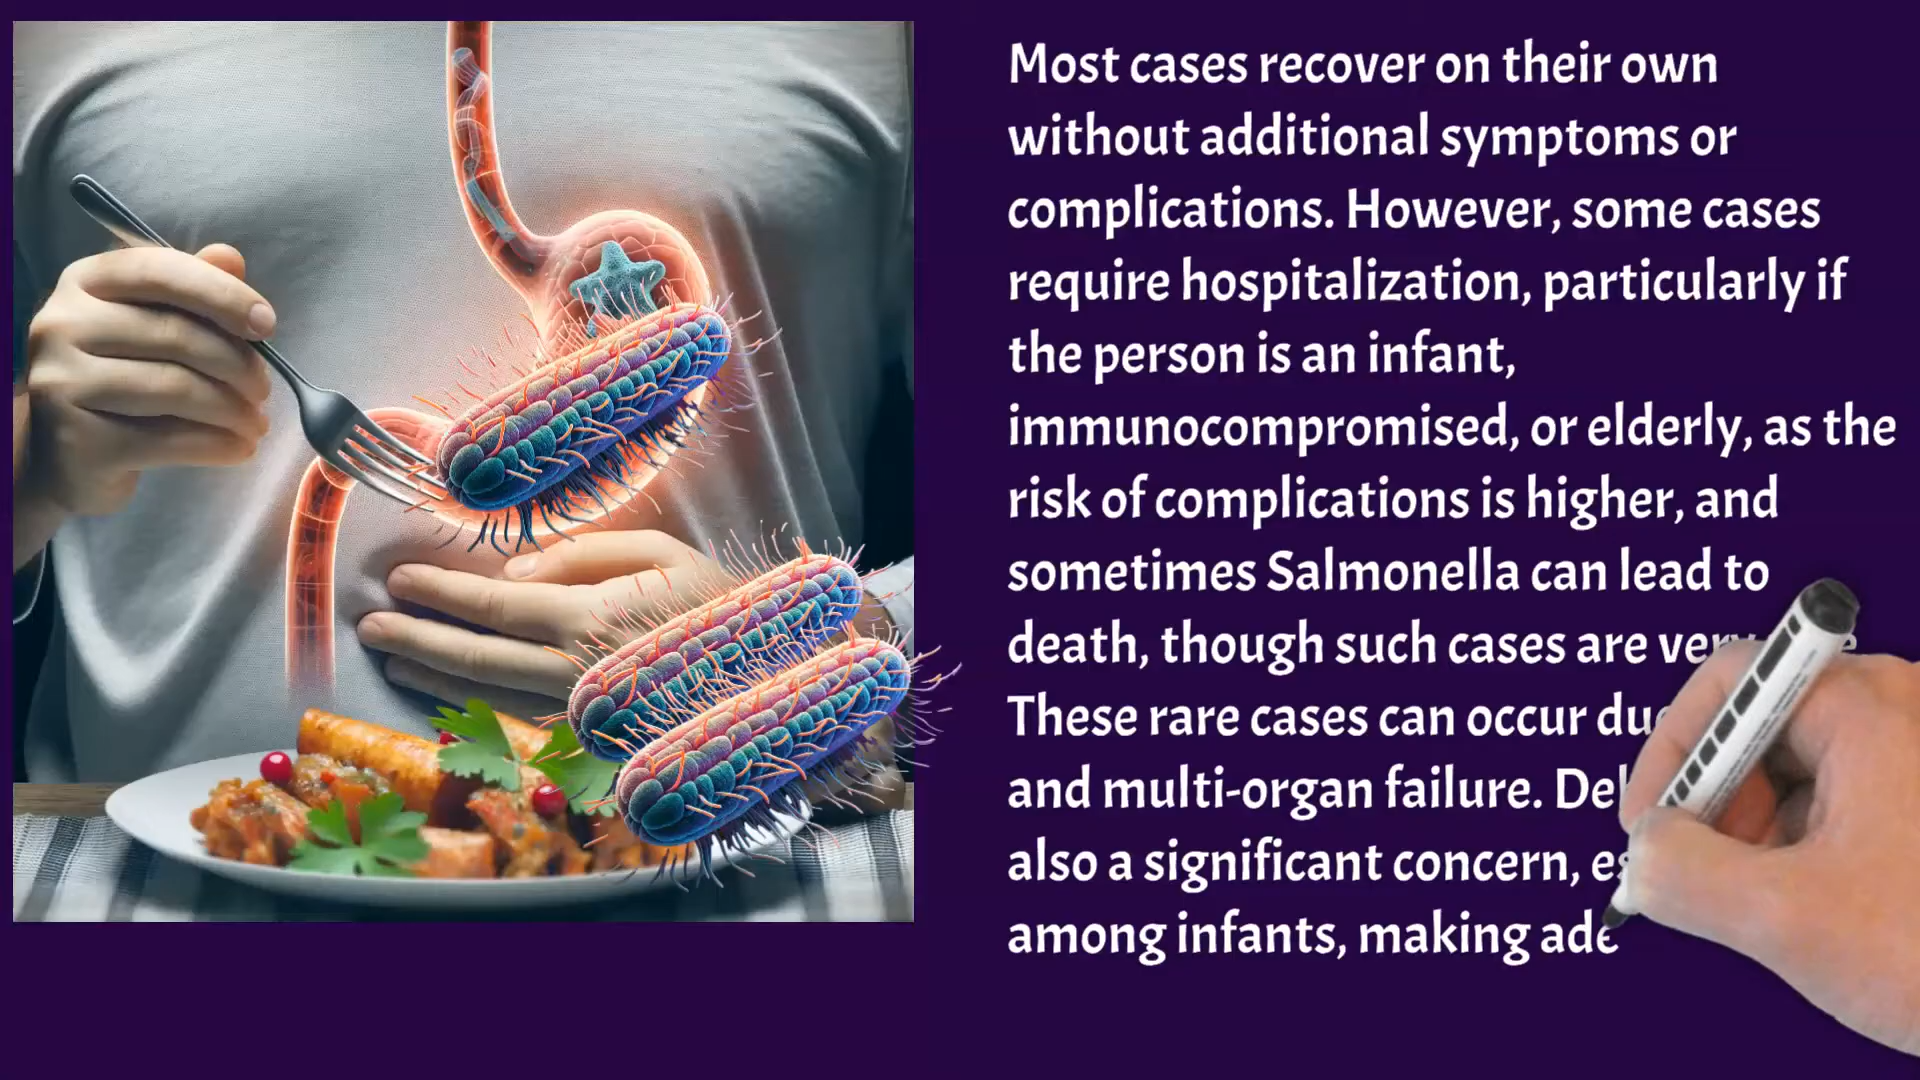 Most cases recover on their own
without additional symptoms or
complications. However, some cases
require hospitalization, particularly if
the person is an infant,
immunocompromised, or elderly, as the
risk of complications is higher, and
sometimes Salmonella can lead to
death, though such cases are very
These rare cases can occur
and multi-organ failure.
also a significant concern,
among infants, making